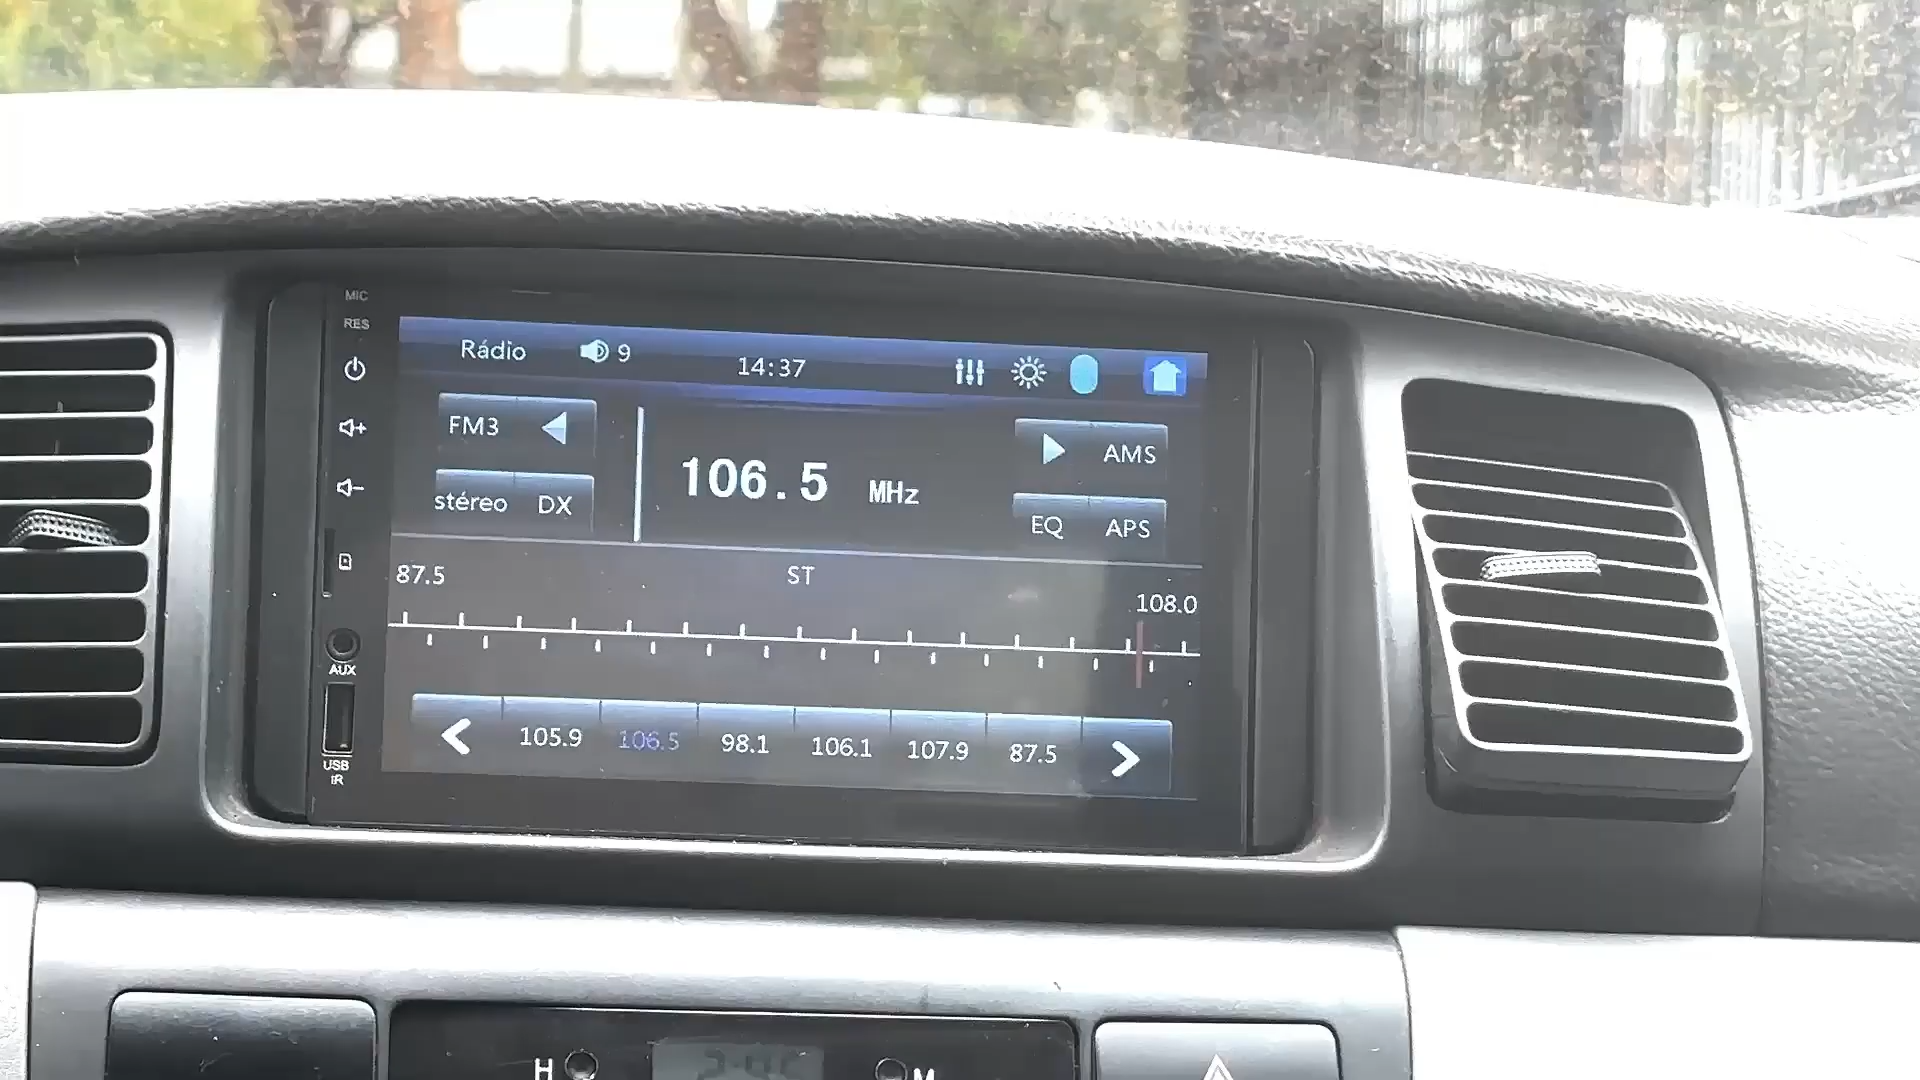 MIC
RES
Rádio 9 14:37
FM3 AMS
106.5 MHz
stéreo DX EQ APS
87.5 ST 108.0
AUX
105.9 106.5 98.1 106.1 107.9 87.5
USB
IR
H M